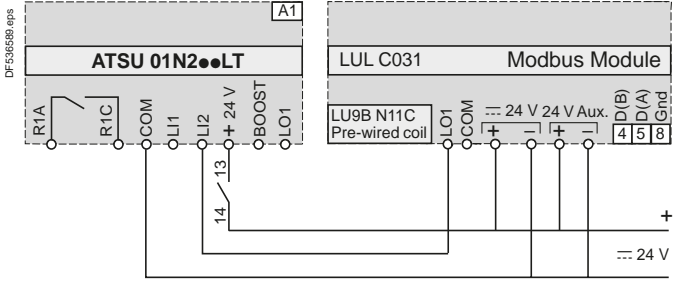 DF536589.eps
A1
ATSU 01N2●●LT
R1A
R1C
COM
LI1
LI2
+ 24 V
BOOST
LO1
13
14
LUL C031 Modbus Module
LU9B N11C
Pre-wired coil
LO1
COM
⎓ 24 V
24 V Aux.
+ – + –
D(B)
D(A)
Gnd
4 5 8
+
⎓ 24 V